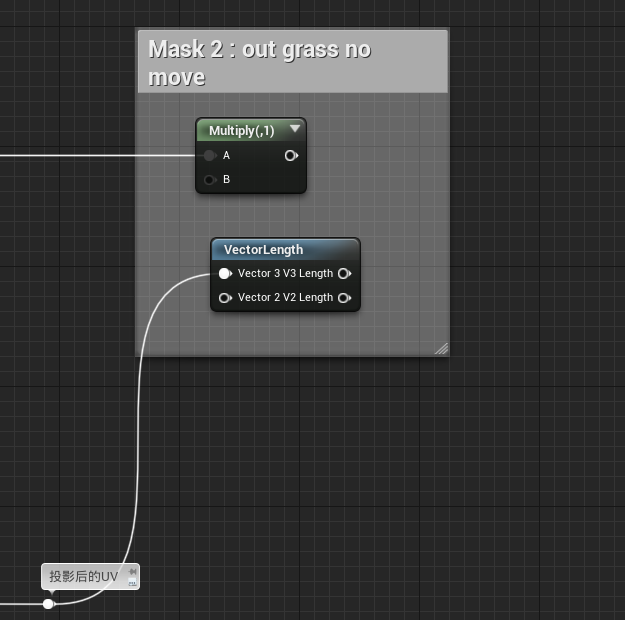 Mask 2 : out grass no
move
Multiply(,1)
A
B
VectorLength
Vector 3 V3 Length
Vector 2 V2 Length
投影后的UV